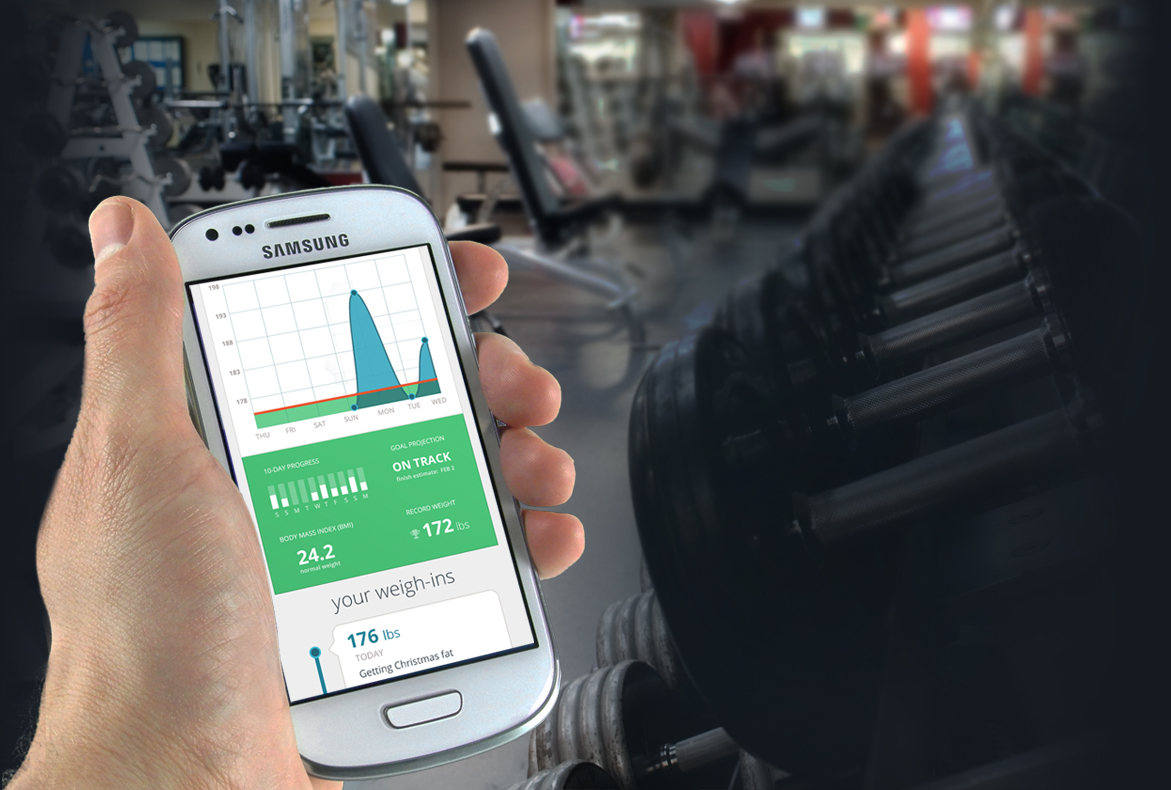 SAMSUNG
198
193
188
183
178
THU FRI SAT SUN MON TUE WED
10-DAY PROGRESS
S S M T W T F S S M
GOAL PROJECTION
ON TRACK
finish estimate: FEB 2
BODY MASS INDEX (BMI)
24.2
normal weight
RECORD WEIGHT
172 lbs
your weigh-ins
176 lbs
TODAY
Getting Christmas fat